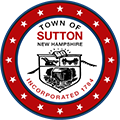 TOWN OF
SUTTON
NEW HAMPSHIRE
INCORPORATED 1784